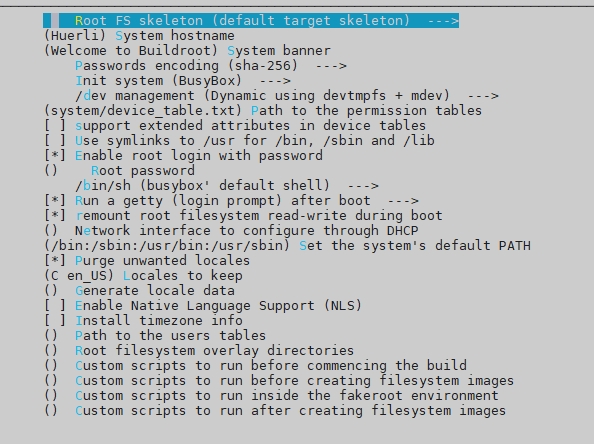 Root FS skeleton (default target skeleton)  --->
(Huerli) System hostname
(Welcome to Buildroot) System banner
Passwords encoding (sha-256)  --->
Init system (BusyBox)  --->
/dev management (Dynamic using devtmpfs + mdev)  --->
(system/device_table.txt) Path to the permission tables
[ ] support extended attributes in device tables
[ ] Use symlinks to /usr for /bin, /sbin and /lib
[*] Enable root login with password
()    Root password
/bin/sh (busybox' default shell)  --->
[*] Run a getty (login prompt) after boot  --->
[*] remount root filesystem read-write during boot
()  Network interface to configure through DHCP
(/bin:/sbin:/usr/bin:/usr/sbin) Set the system's default PATH
[*] Purge unwanted locales
(C en_US) Locales to keep
()  Generate locale data
[ ] Enable Native Language Support (NLS)
[ ] Install timezone info
()  Path to the users tables
()  Root filesystem overlay directories
()  Custom scripts to run before commencing the build
()  Custom scripts to run before creating filesystem images
()  Custom scripts to run inside the fakeroot environment
()  Custom scripts to run after creating filesystem images